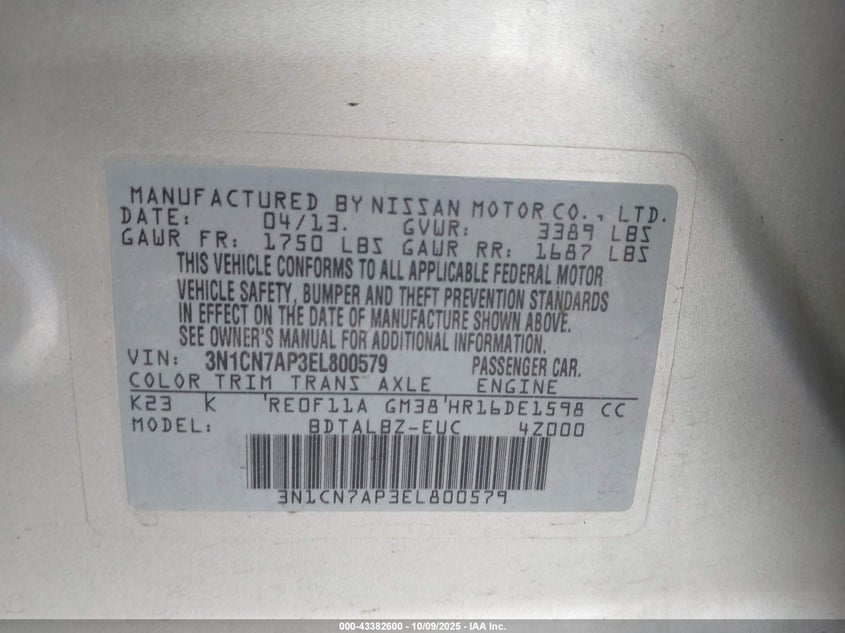 MANUFACTURED BY NISSAN MOTOR CO., LTD.
DATE: 04/13. GVWR: 3389 LBS
GAWR FR: 1750 LBS GAWR RR: 1687 LBS
THIS VEHICLE CONFORMS TO ALL APPLICABLE FEDERAL MOTOR
VEHICLE SAFETY, BUMPER AND THEFT PREVENTION STANDARDS
IN EFFECT ON THE DATE OF MANUFACTURE SHOWN ABOVE.
SEE OWNER'S MANUAL FOR ADDITIONAL INFORMATION.
VIN: 3N1CN7AP3EL800579 PASSENGER CAR.
COLOR TRIM TRANS AXLE ENGINE
K23 K 'RE0F11A GM38'HR16DE1598 CC
MODEL: BDTALBZ-EUC 4Z000
3N1CN7AP3EL800579
000-43382600 - 10/09/2025 - IAA Inc.